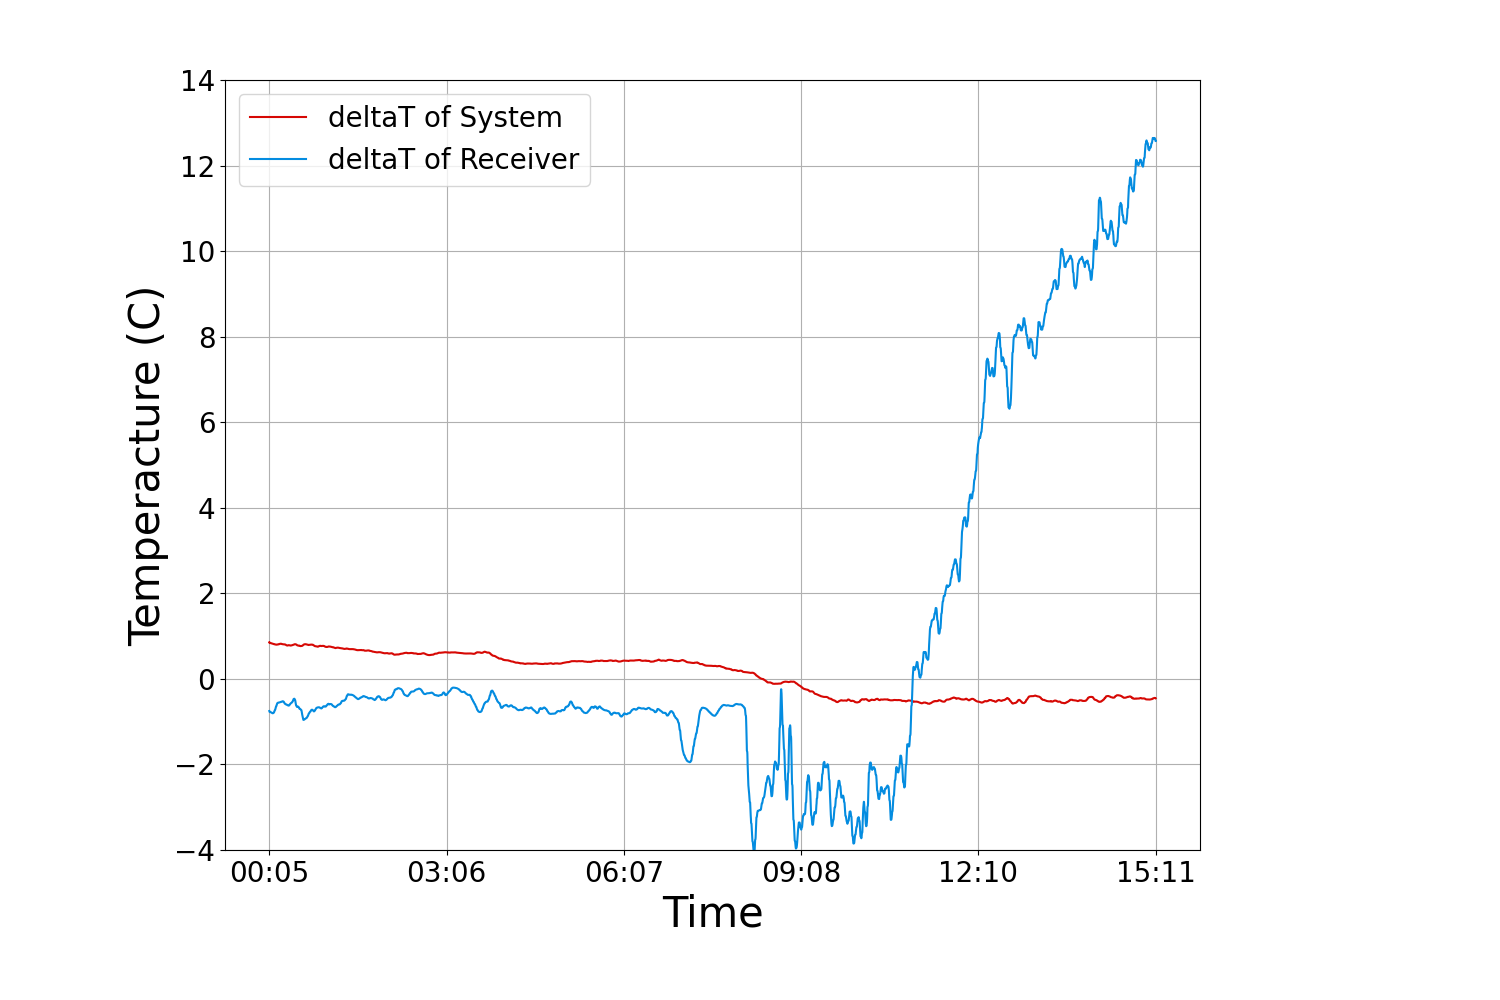 deltaT of System
deltaT of Receiver
14
12
10
8
6
4
2
0
−2
−4
Temperacture (C)
00:05 03:06 06:07 09:08 12:10 15:11
Time